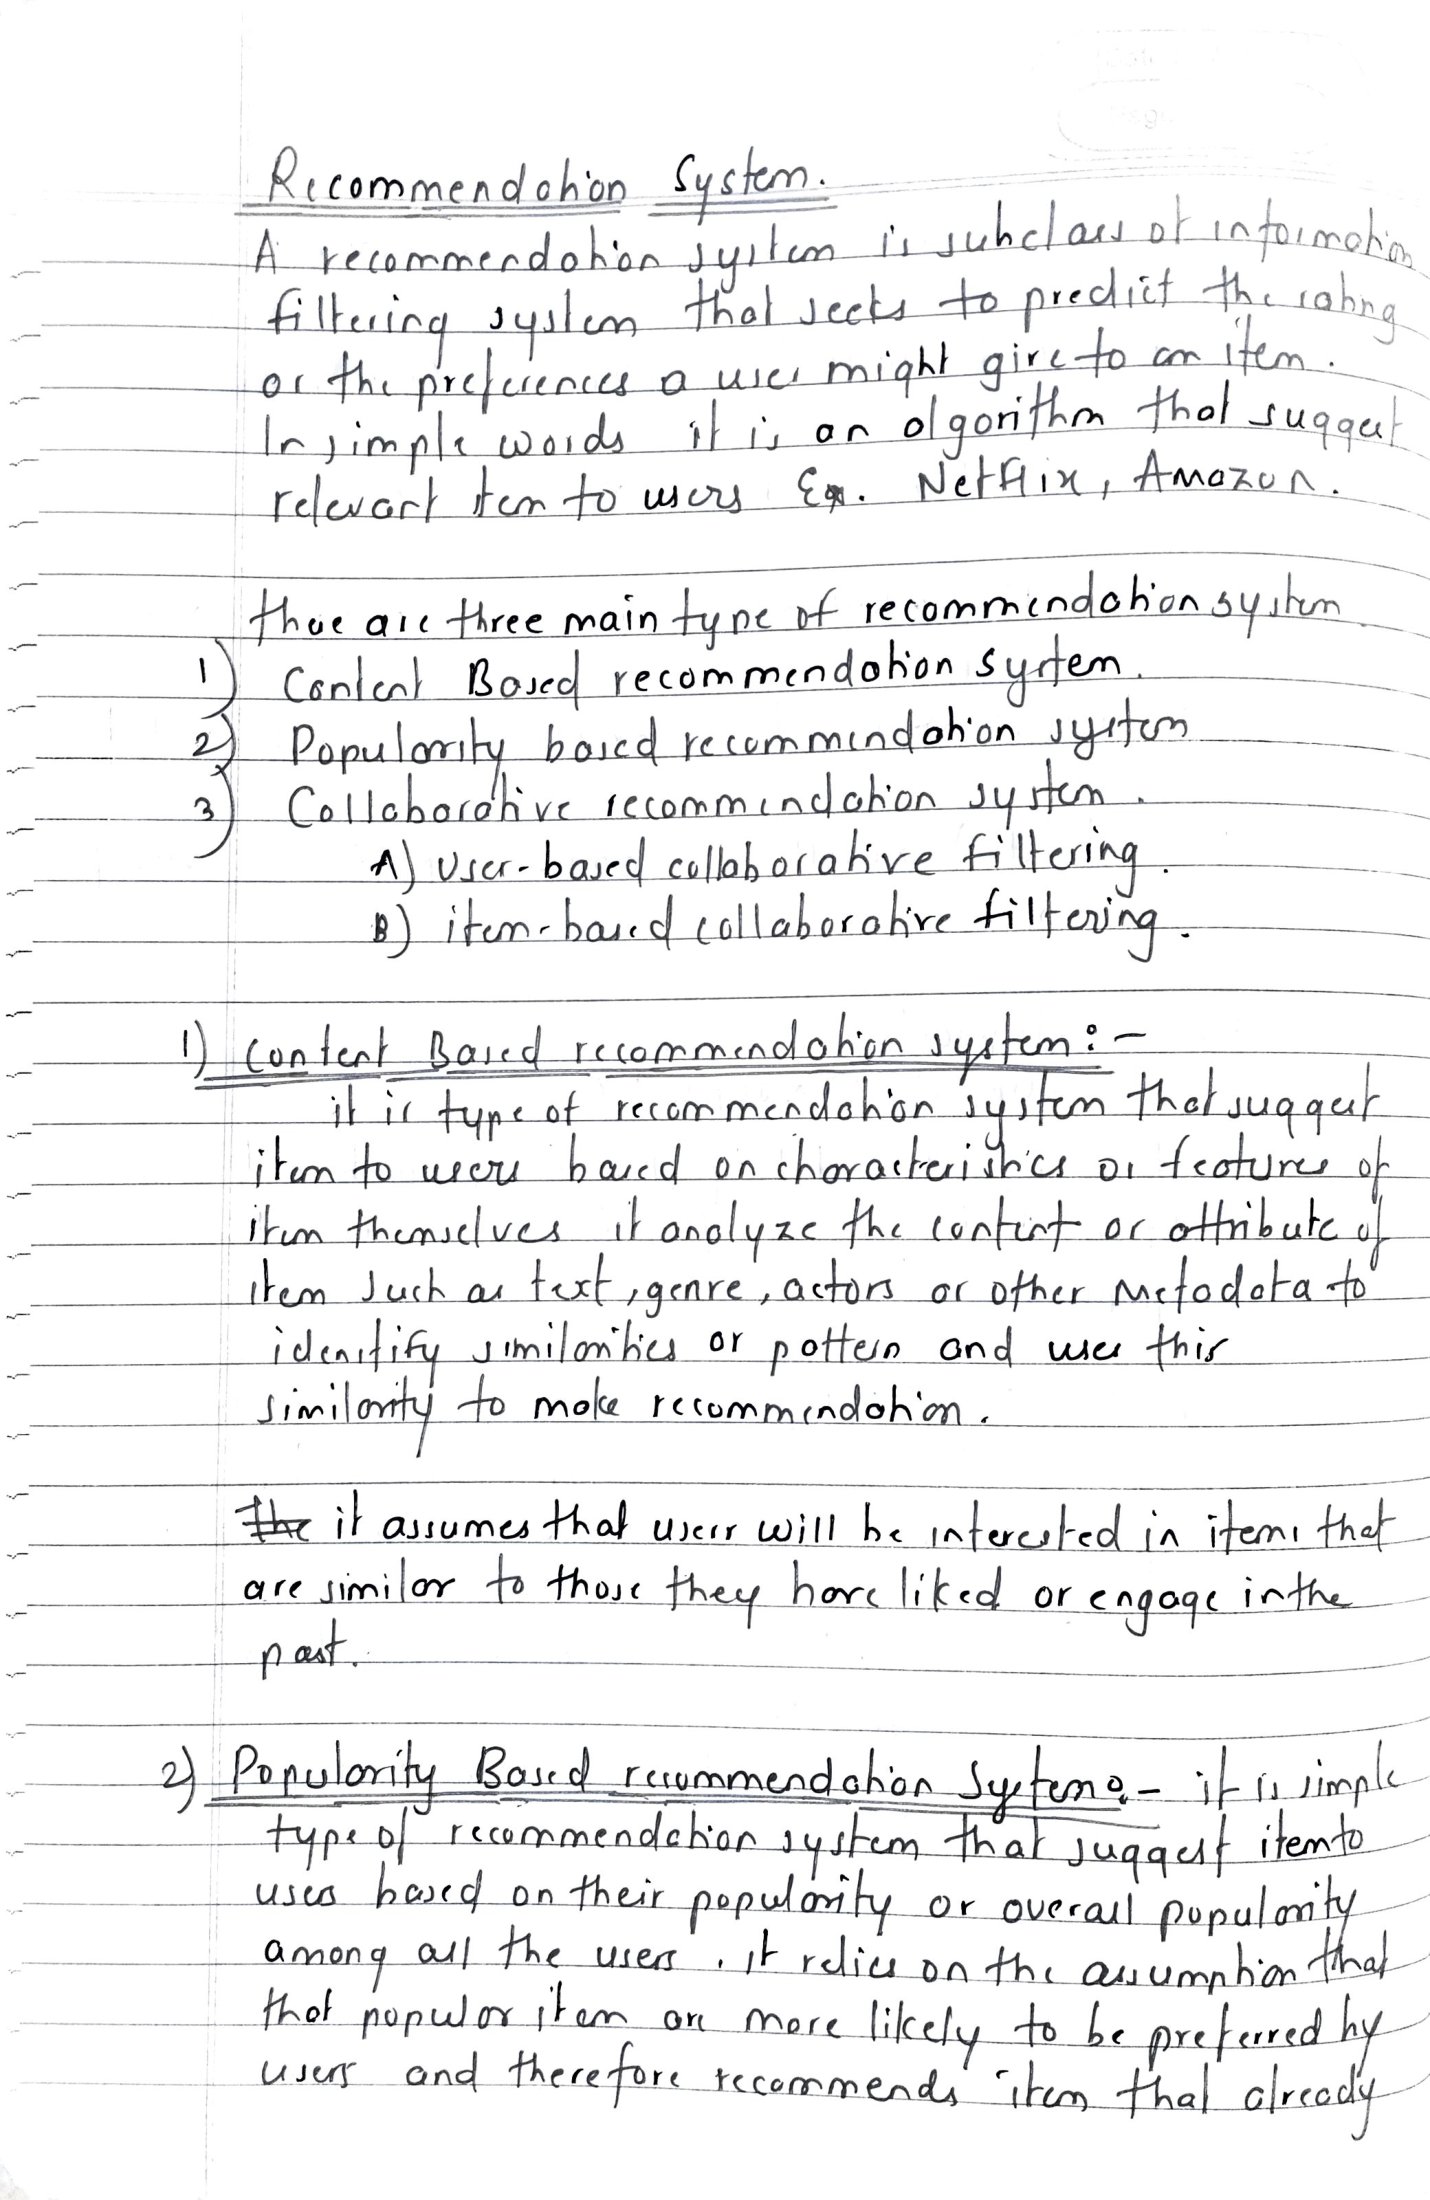 Recommendation System.
A recommendation system is subclass of information
filtering system that seeks to predict the rating
or the preferences a user might give to an item.
In simple words it is an algorithm that suggest
relevant item to users Ex. Netflix, Amazon.
there are three main type of recommendation system
1) Content Based recommendation system.
2) Popularity based recommendation system
3) Collaborative recommendation system.
A) User-based collaborative filtering.
B) item-based collaborative filtering.
1) Content Based recommendation system:-
it is type of recommendation system that suggest
item to users based on characteristics or features of
item themselves it analyze the content or attribute of
item such as text, genre, actors or other Metadata to
identify similarities or pattern and uses this
similarity to make recommendation.
the it assumes that users will be interested in items that
are similar to those they have liked or engage in the
past.
2) Popularity Based recommendation System:- it is simple
type of recommendation system that suggest item to
uses based on their popularity or overall popularity
among all the users. it relies on the assumption that
that popular item are more likely to be preferred by
users and therefore recommends item that already